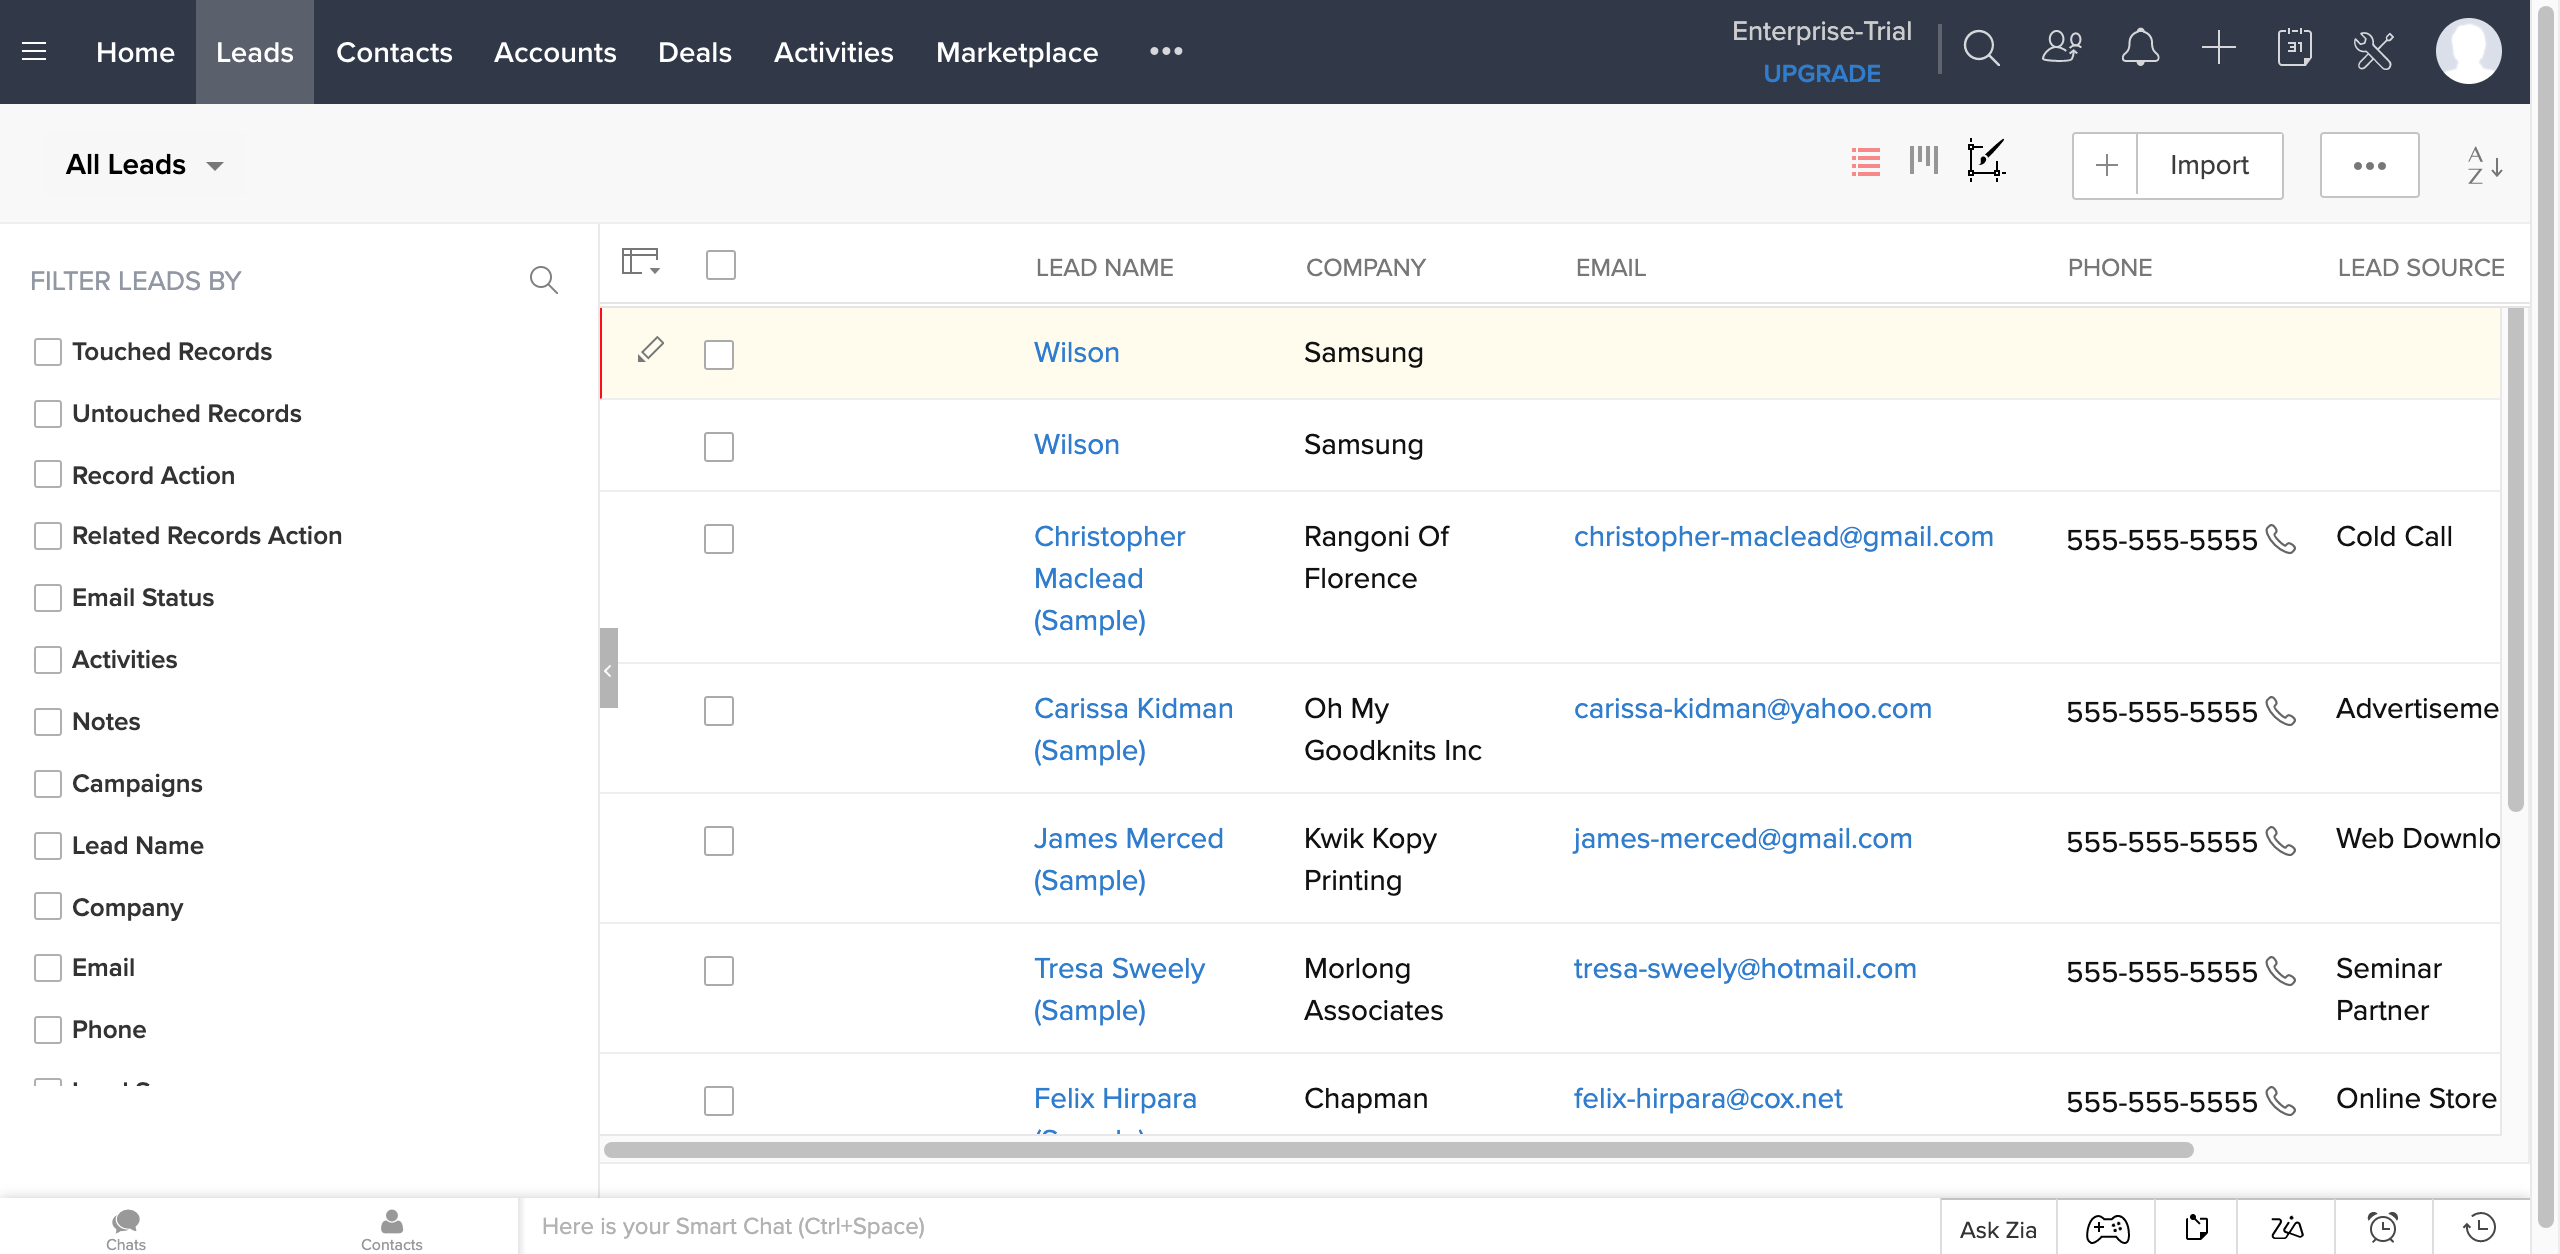 Home Leads Contacts Accounts Deals Activities Marketplace
Enterprise-Trial
UPGRADE
31
All Leads
Import
A
Z
FILTER LEADS BY
Touched Records
Untouched Records
Record Action
Related Records Action
Email Status
Activities
Notes
Campaigns
Lead Name
Company
Email
Phone
LEAD NAME COMPANY EMAIL PHONE LEAD SOURCE
Wilson Samsung
Wilson Samsung
Christopher Rangoni Of christopher-maclead@gmail.com 555-555-5555 Cold Call
Maclead Florence
(Sample)
Carissa Kidman Oh My carissa-kidman@yahoo.com 555-555-5555 Advertiseme
(Sample) Goodknits Inc
James Merced Kwik Kopy james-merced@gmail.com 555-555-5555 Web Downlo
(Sample) Printing
Tresa Sweely Morlong tresa-sweely@hotmail.com 555-555-5555 Seminar
(Sample) Associates Partner
Felix Hirpara Chapman felix-hirpara@cox.net 555-555-5555 Online Store
Chats
Contacts
Here is your Smart Chat (Ctrl+Space)
Ask Zia